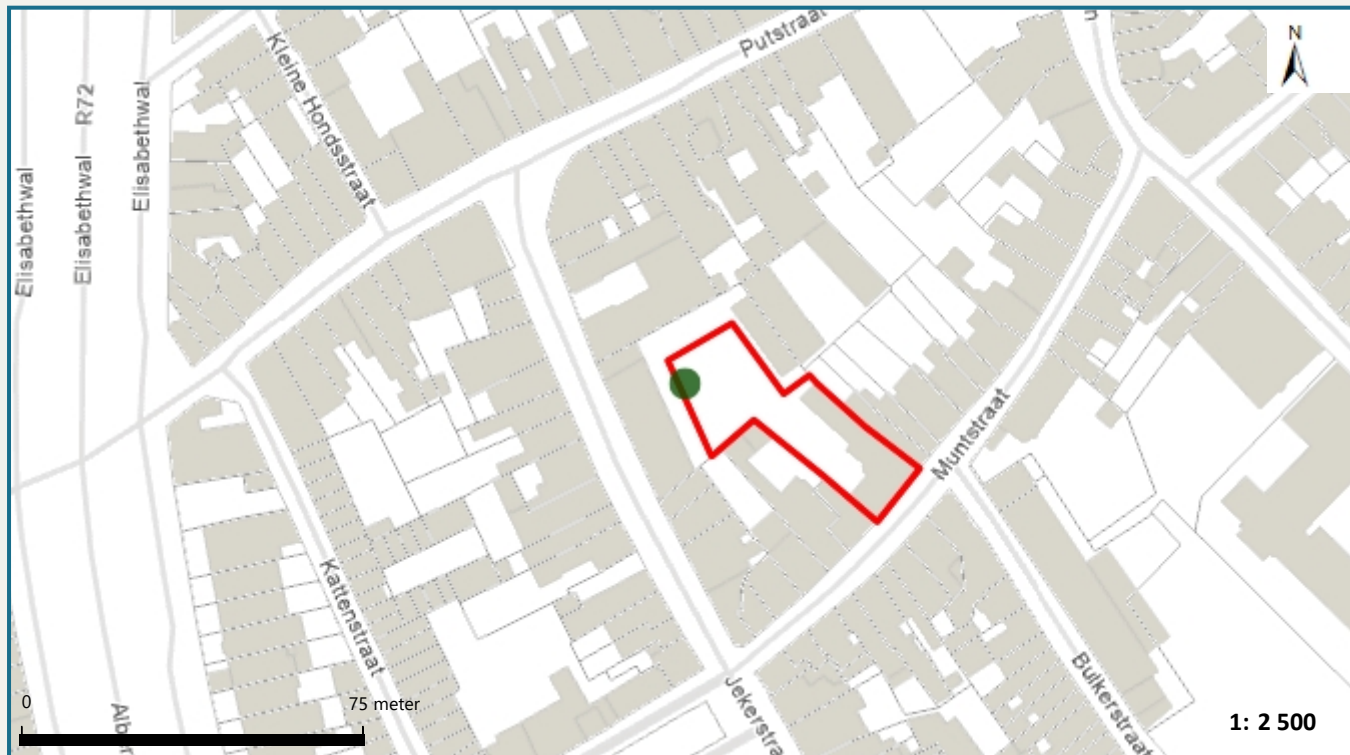 Putstraat
Kleine Hondsstraat
N
R72
Elisabethwal
Elisabethwal
Elisabethwal
Muntstraat
Kattenstraat
Bulkerstraat
0
75 meter
1: 2 500